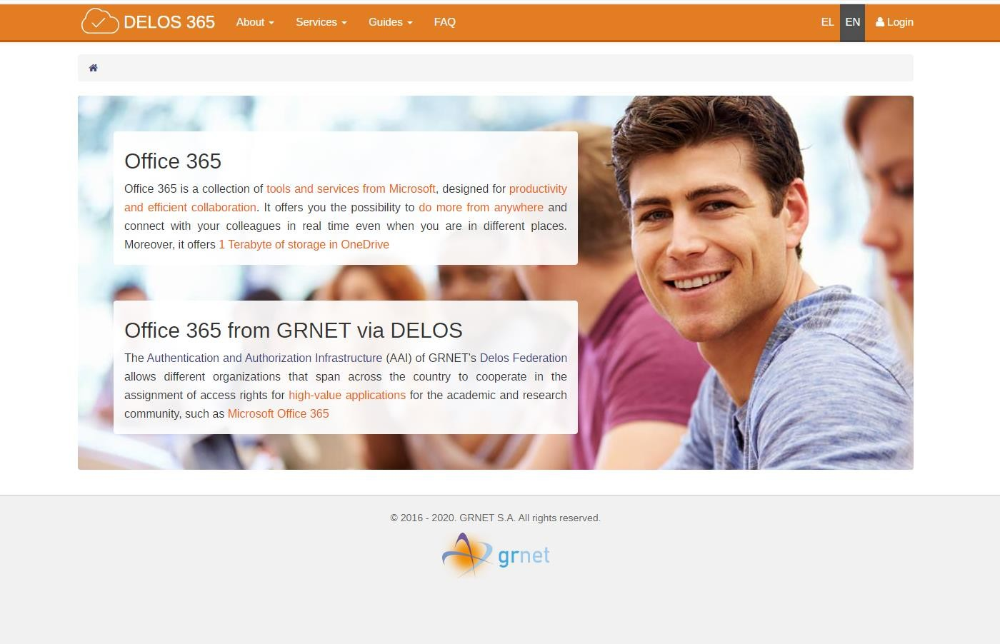 DELOS 365 About Services Guides FAQ EL EN Login
Office 365
Office 365 is a collection of tools and services from Microsoft, designed for productivity
and efficient collaboration. It offers you the possibility to do more from anywhere and
connect with your colleagues in real time even when you are in different places.
Moreover, it offers 1 Terabyte of storage in OneDrive
Office 365 from GRNET via DELOS
The Authentication and Authorization Infrastructure (AAI) of GRNET's Delos Federation
allows different organizations that span across the country to cooperate in the
assignment of access rights for high-value applications for the academic and research
community, such as Microsoft Office 365
© 2016 - 2020. GRNET S.A. All rights reserved.
grnet